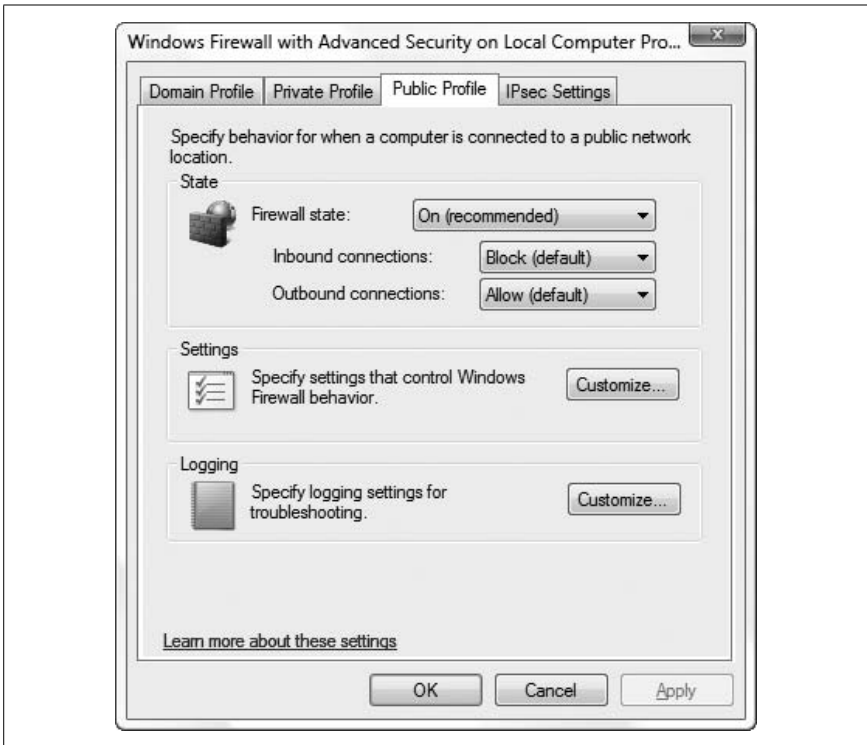 Windows Firewall with Advanced Security on Local Computer Pro...
Domain Profile
Private Profile
Public Profile
IPsec Settings
Specify behavior for when a computer is connected to a public network
location.
State
Firewall state:
On (recommended)
Inbound connections:
Block (default)
Outbound connections:
Allow (default)
Settings
Specify settings that control Windows
Firewall behavior.
Customize...
Logging
Specify logging settings for
troubleshooting.
Customize...
Learn more about these settings
OK
Cancel
Apply